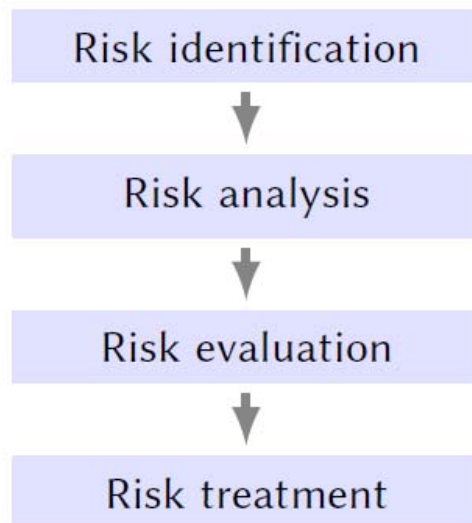 Risk identification
Risk analysis
Risk evaluation
Risk treatment